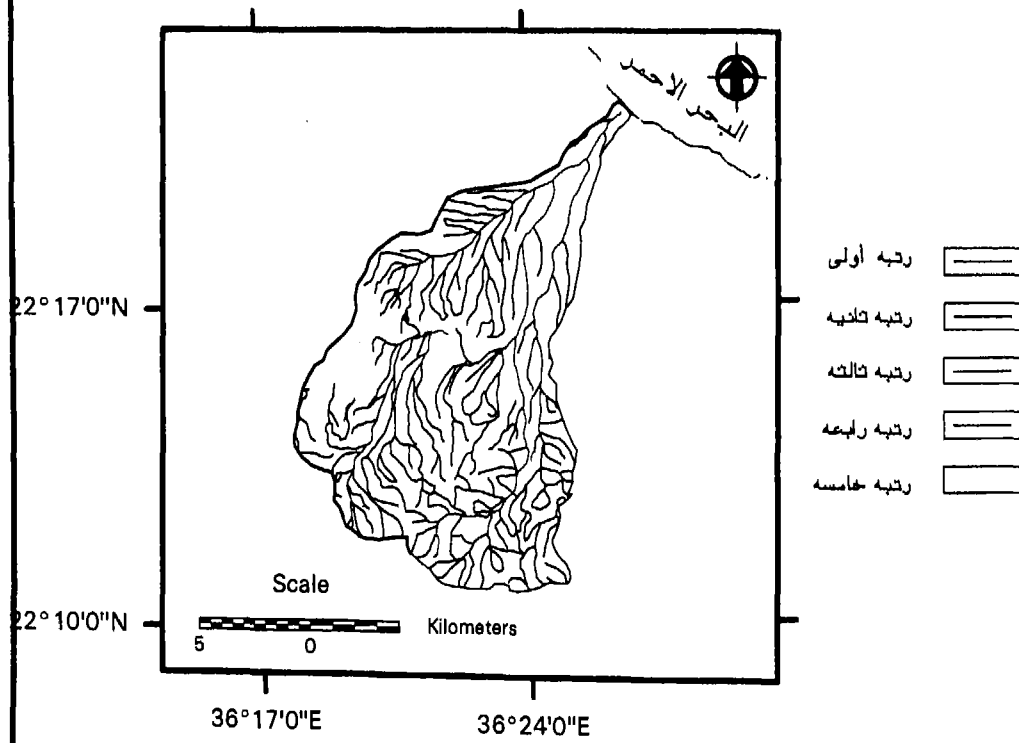 البحر الاحمر
رتبه أولى
22°17'0"N
رتبه ثانيه
رتبه ثالثه
رتبه رابعه
رتبه خامسه
Scale
22°10'0"N
Kilometers
5 0
36°17'0"E 36°24'0"E